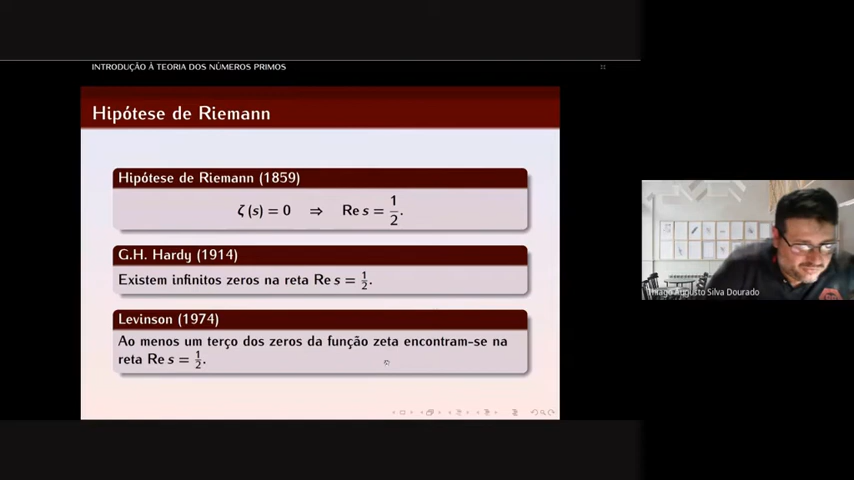 INTRODUÇÃO À TEORIA DOS NÚMEROS PRIMOS
Hipótese de Riemann
Hipótese de Riemann (1859)
ζ (s) = 0 ⇒ Re s = 1/2.
G.H. Hardy (1914)
Existem infinitos zeros na reta Re s = 1/2.
Levinson (1974)
Ao menos um terço dos zeros da função zeta encontram-se na
reta Re s = 1/2.
Thiago Augusto Silva Dourado